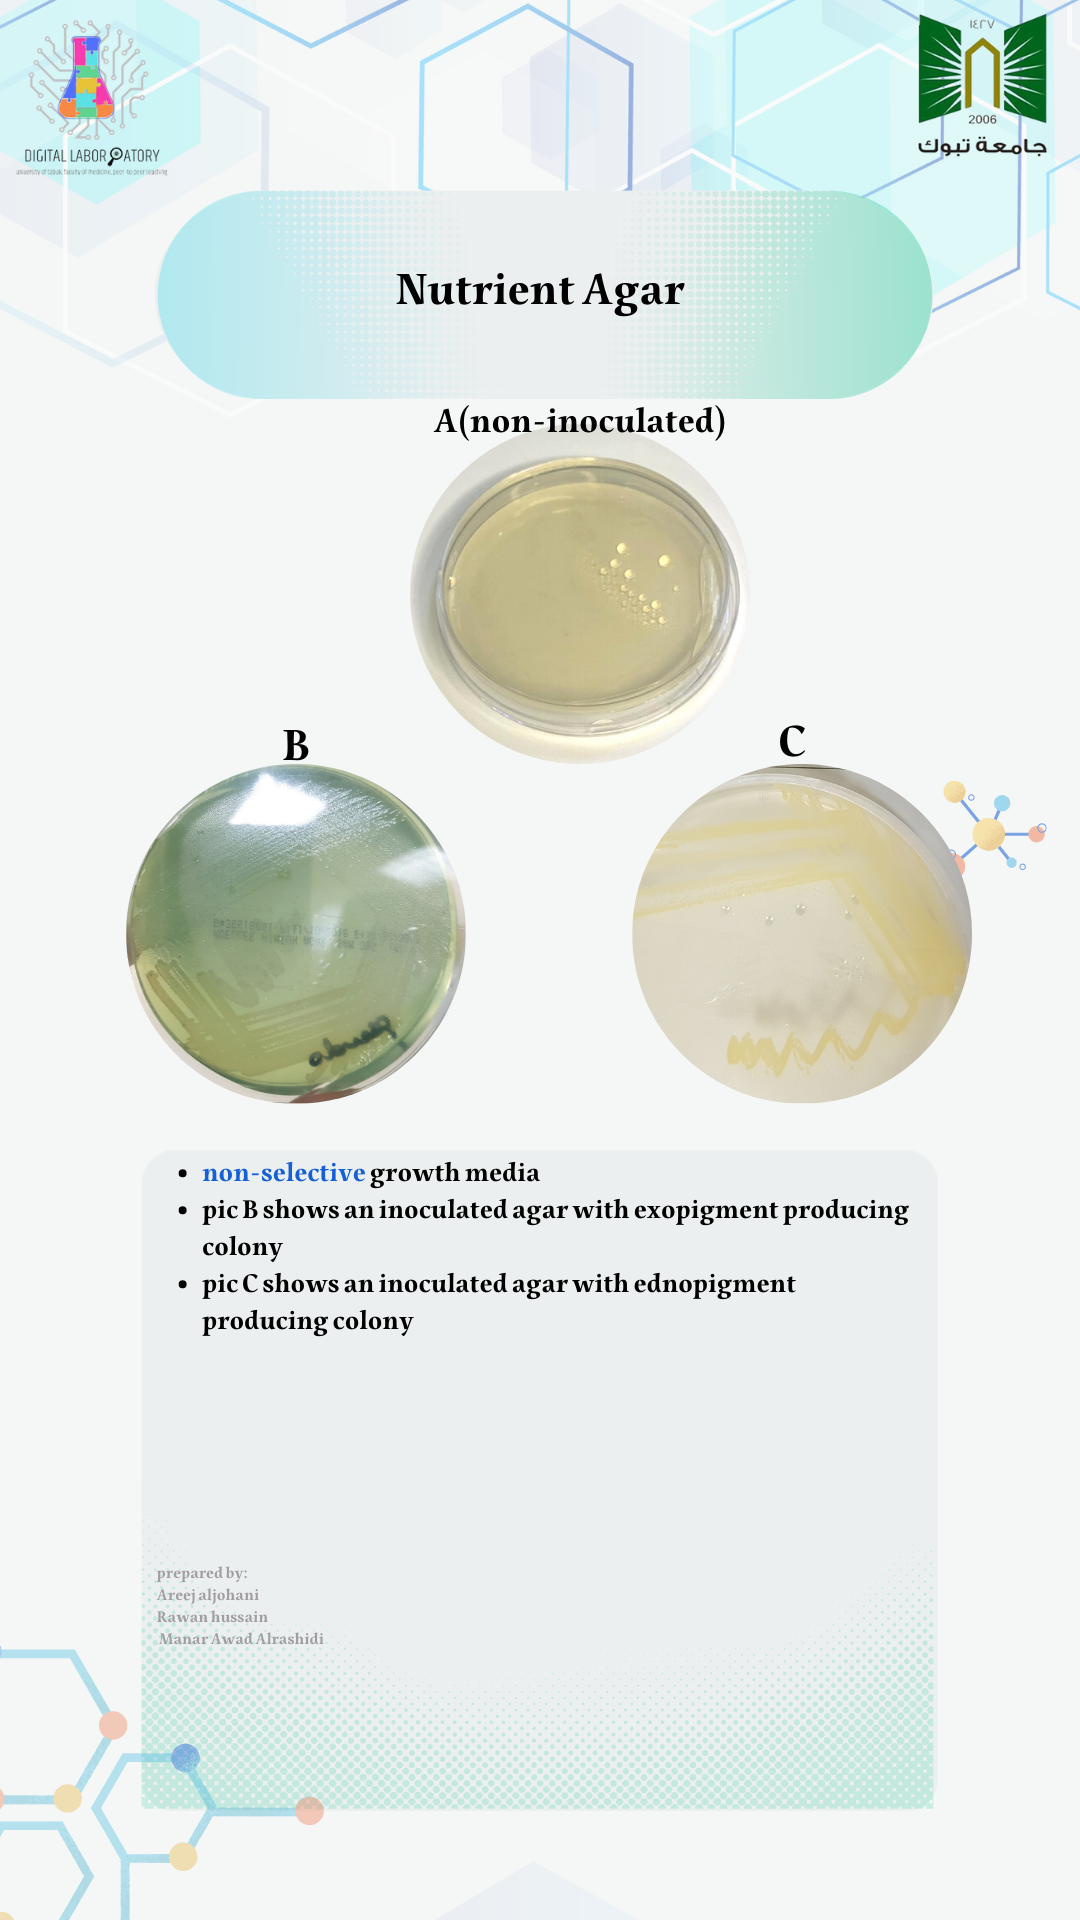 ١٤٢٧
2006
جامعة تبوك
DIGITAL LABORATORY
university of tabuk, faculty of medicine, peer-to-peer teaching
Nutrient Agar
A(non-inoculated)
B
C
• non-selective growth media
• pic B shows an inoculated agar with exopigment producing
colony
• pic C shows an inoculated agar with ednopigment
producing colony
prepared by:
Areej aljohani
Rawan hussain
Manar Awad Alrashidi